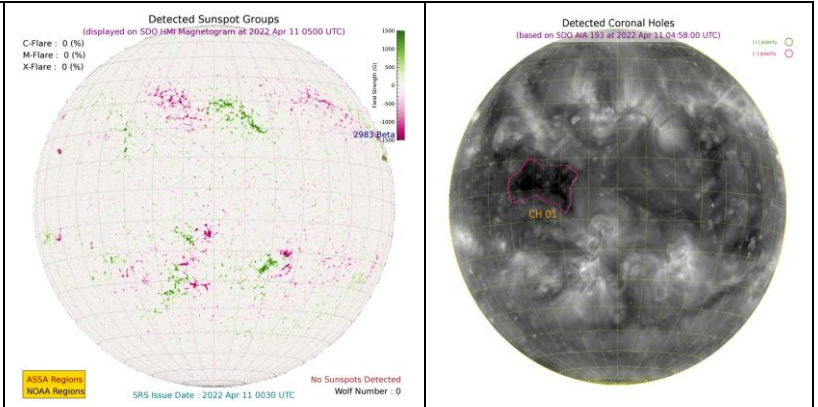 Detected Sunspot Groups
(displayed on SDO HMI Magnetogram at 2022 Apr 11 0500 UTC)
C-Flare : 0 (%)
M-Flare : 0 (%)
X-Flare : 0 (%)
1500
1000
500
0
-500
-1000
-1500
Field Strength (G)
2983 Beta
ASSA Regions
NOAA Regions
No Sunspots Detected
Wolf Number : 0
SRS Issue Date : 2022 Apr 11 0030 UTC
Detected Coronal Holes
(based on SDO AIA 193 at 2022 Apr 11 04:58:00 UTC)
[+] polarity
[-] polarity
CH 01